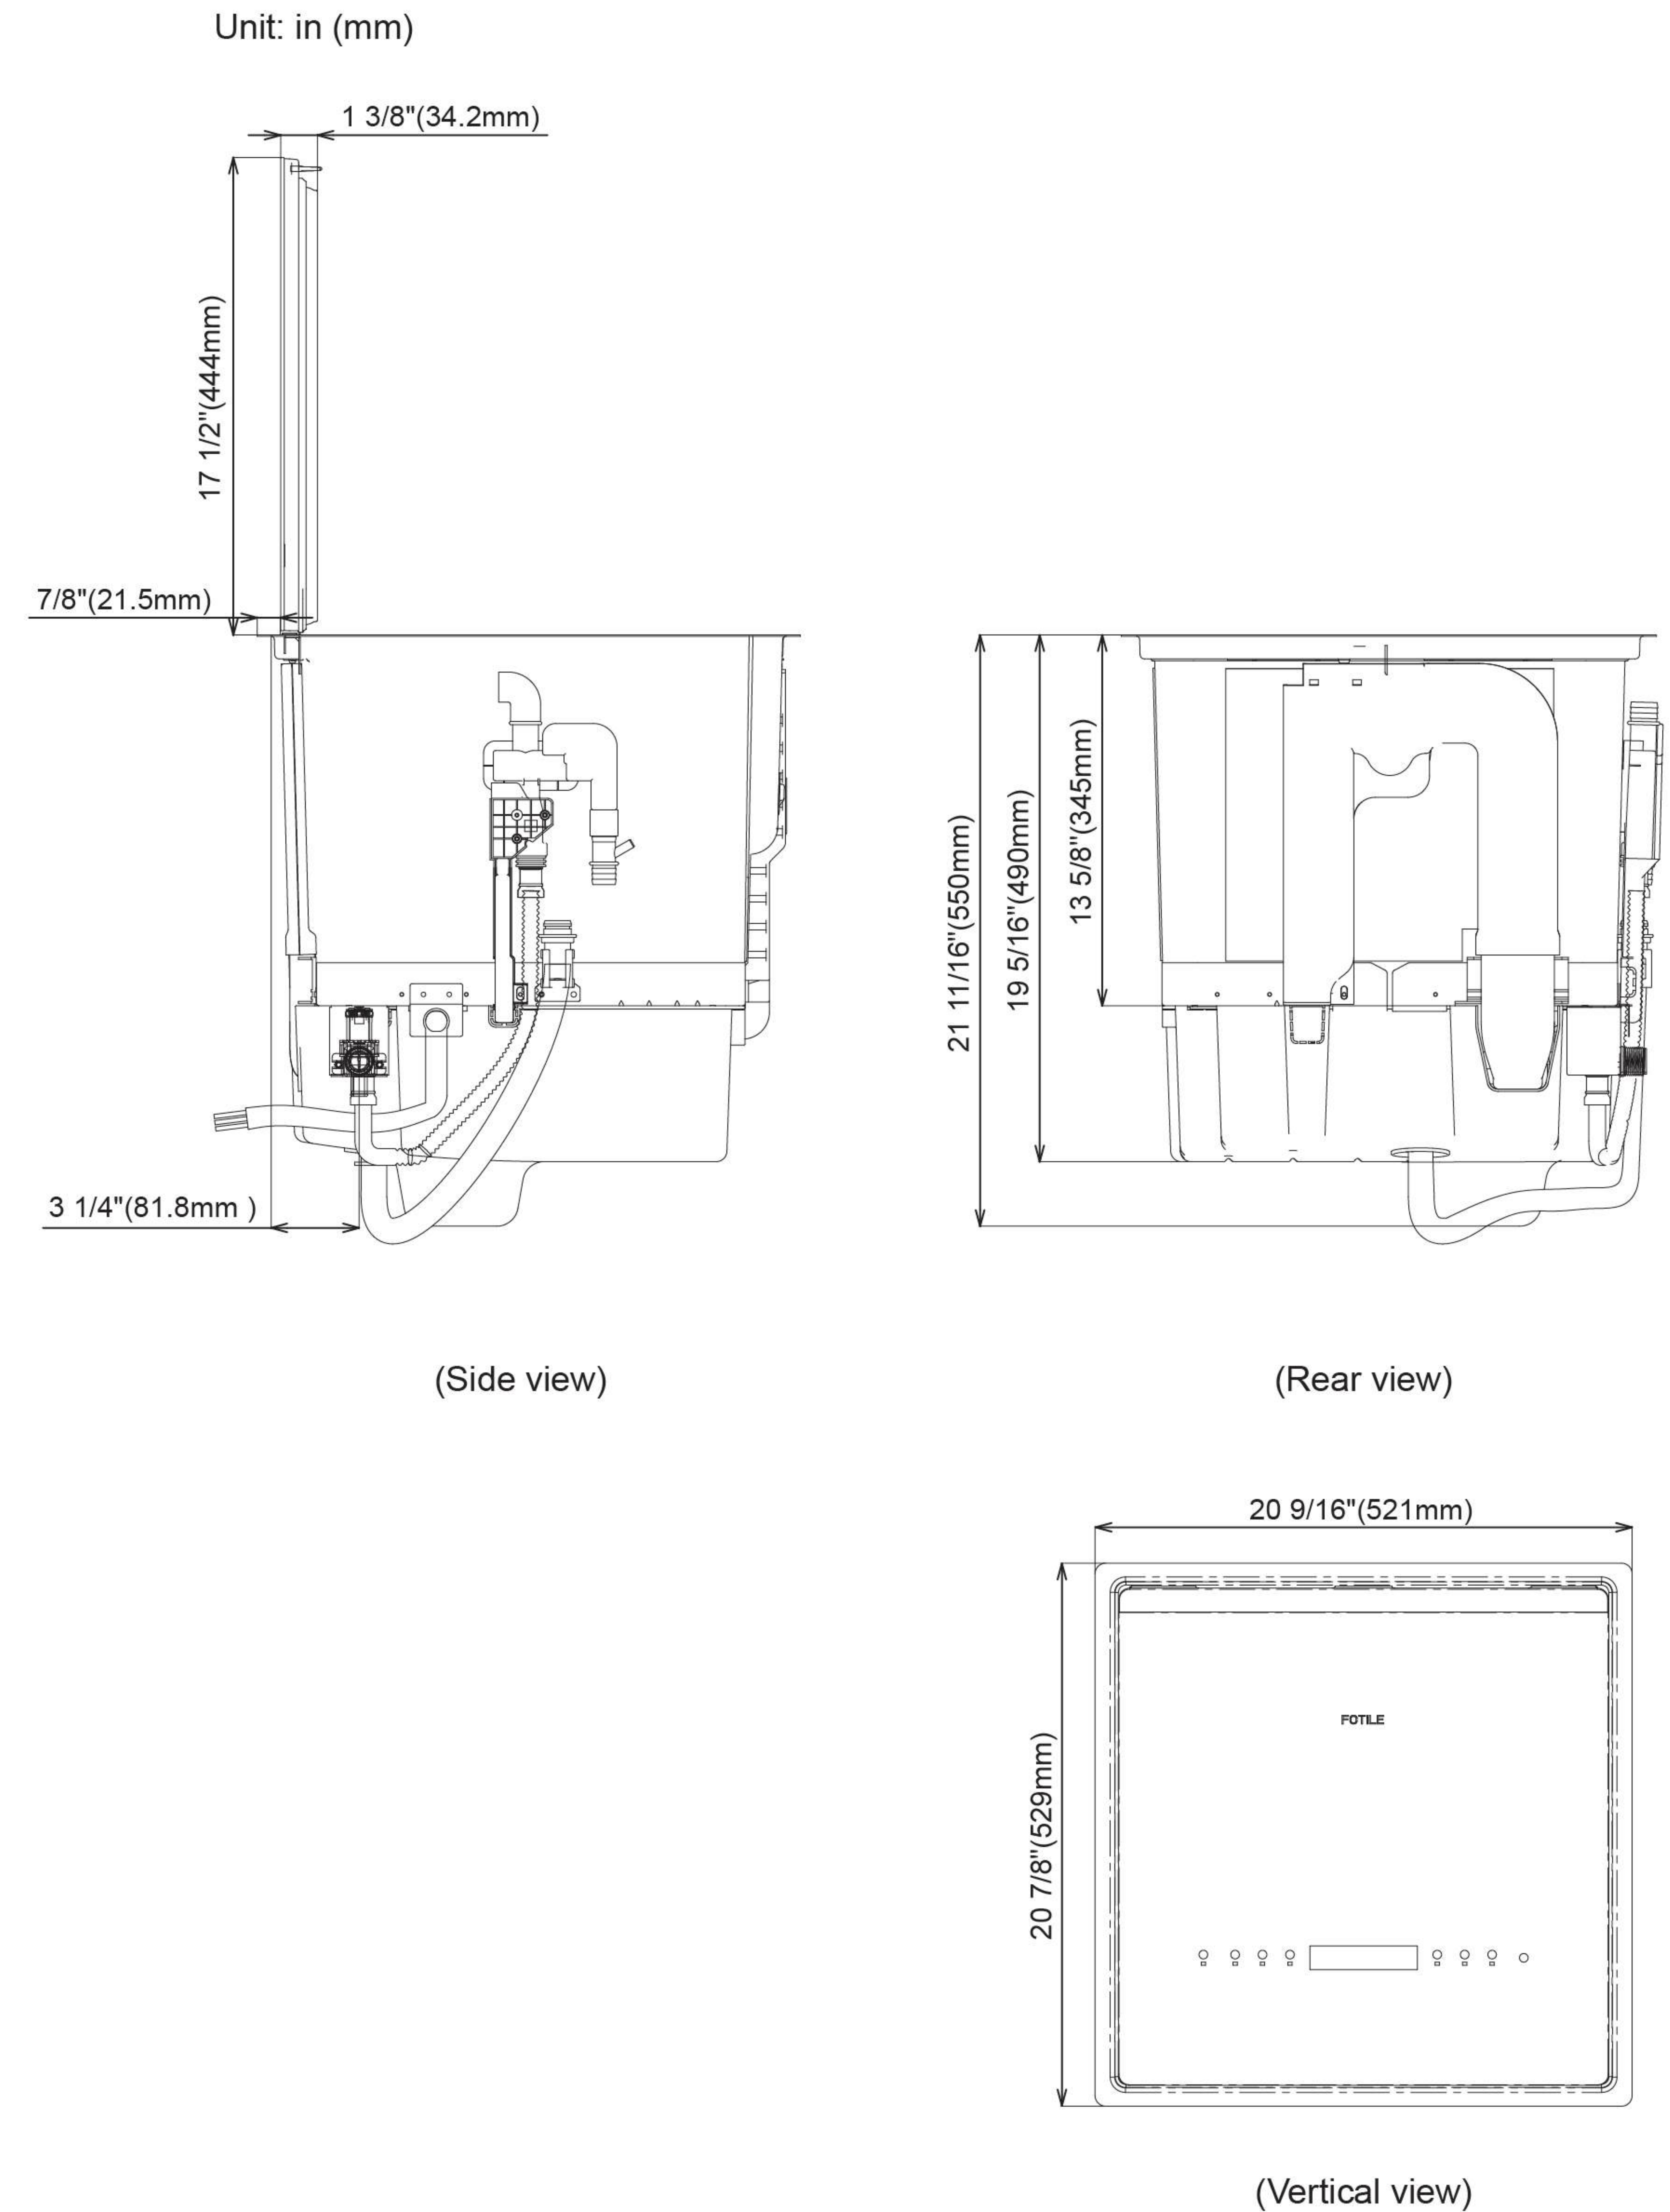 Unit: in (mm)
1 3/8"(34.2mm)
17 1/2"(444mm)
7/8"(21.5mm)
3 1/4"(81.8mm )
(Side view)
21 11/16"(550mm)
19 5/16"(490mm)
13 5/8"(345mm)
(Rear view)
20 9/16"(521mm)
20 7/8"(529mm)
FOTILE
(Vertical view)